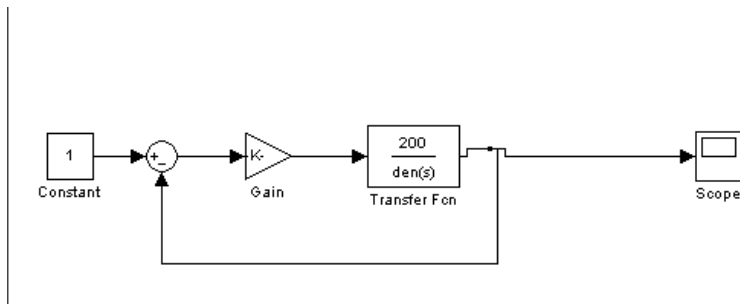 1
Constant
+
-
K-
Gain
200
den(s)
Transfer Fcn
Scope